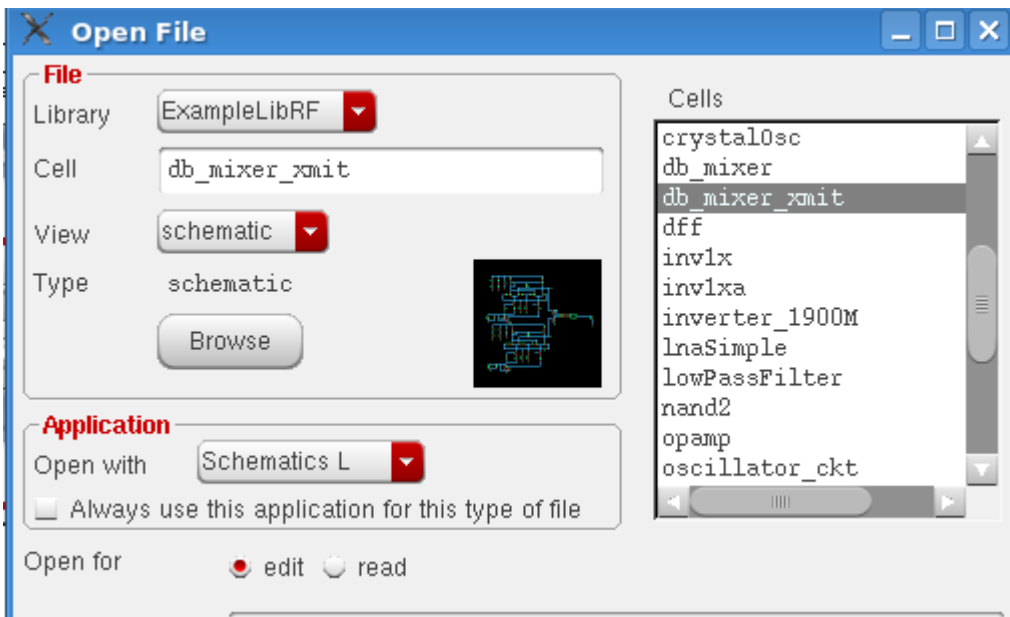 Open File
File
Library ExampleLibRF
Cell db_mixer_xmit
View schematic
Type schematic
Browse
Application
Open with Schematics L
Always use this application for this type of file
Open for edit read
Cells
crystalOsc
db_mixer
db_mixer_xmit
dff
inv1x
inv1xa
inverter_1900M
lnaSimple
lowPassFilter
nand2
opamp
oscillator_ckt